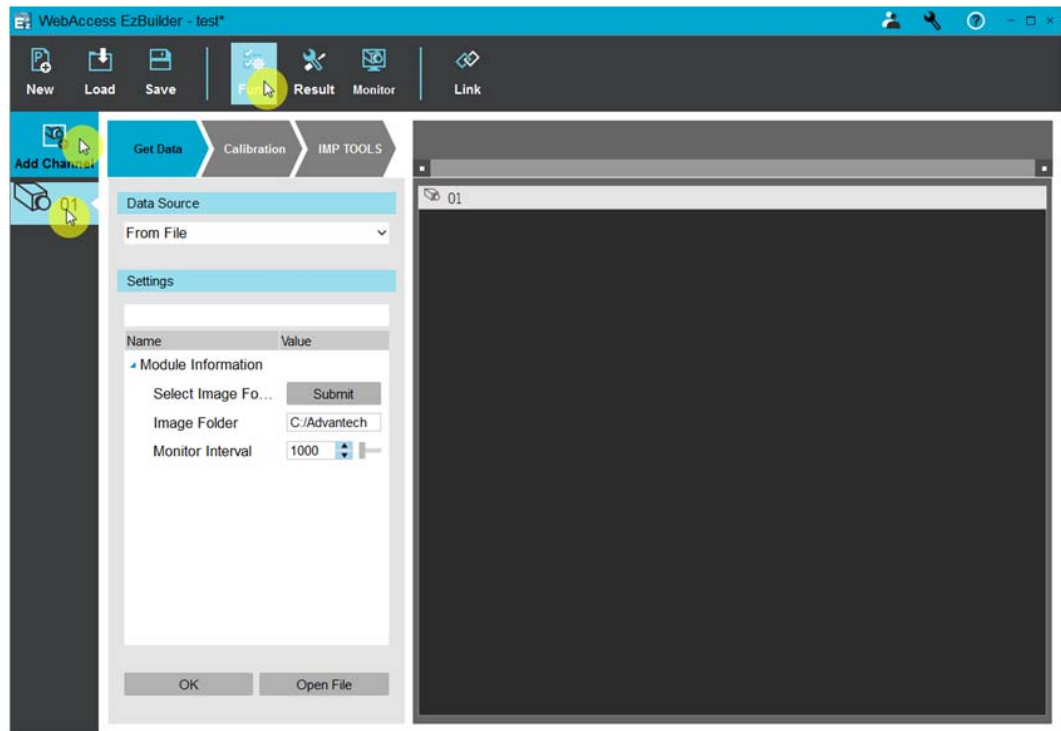 WebAccess EzBuilder - test*
New Load Save Result Monitor Link
Add Channel
01
Get Data Calibration IMP TOOLS
Data Source
From File
Settings
Name Value
Module Information
Select Image Fo... Submit
Image Folder C:/Advantech
Monitor Interval 1000
OK Open File
01